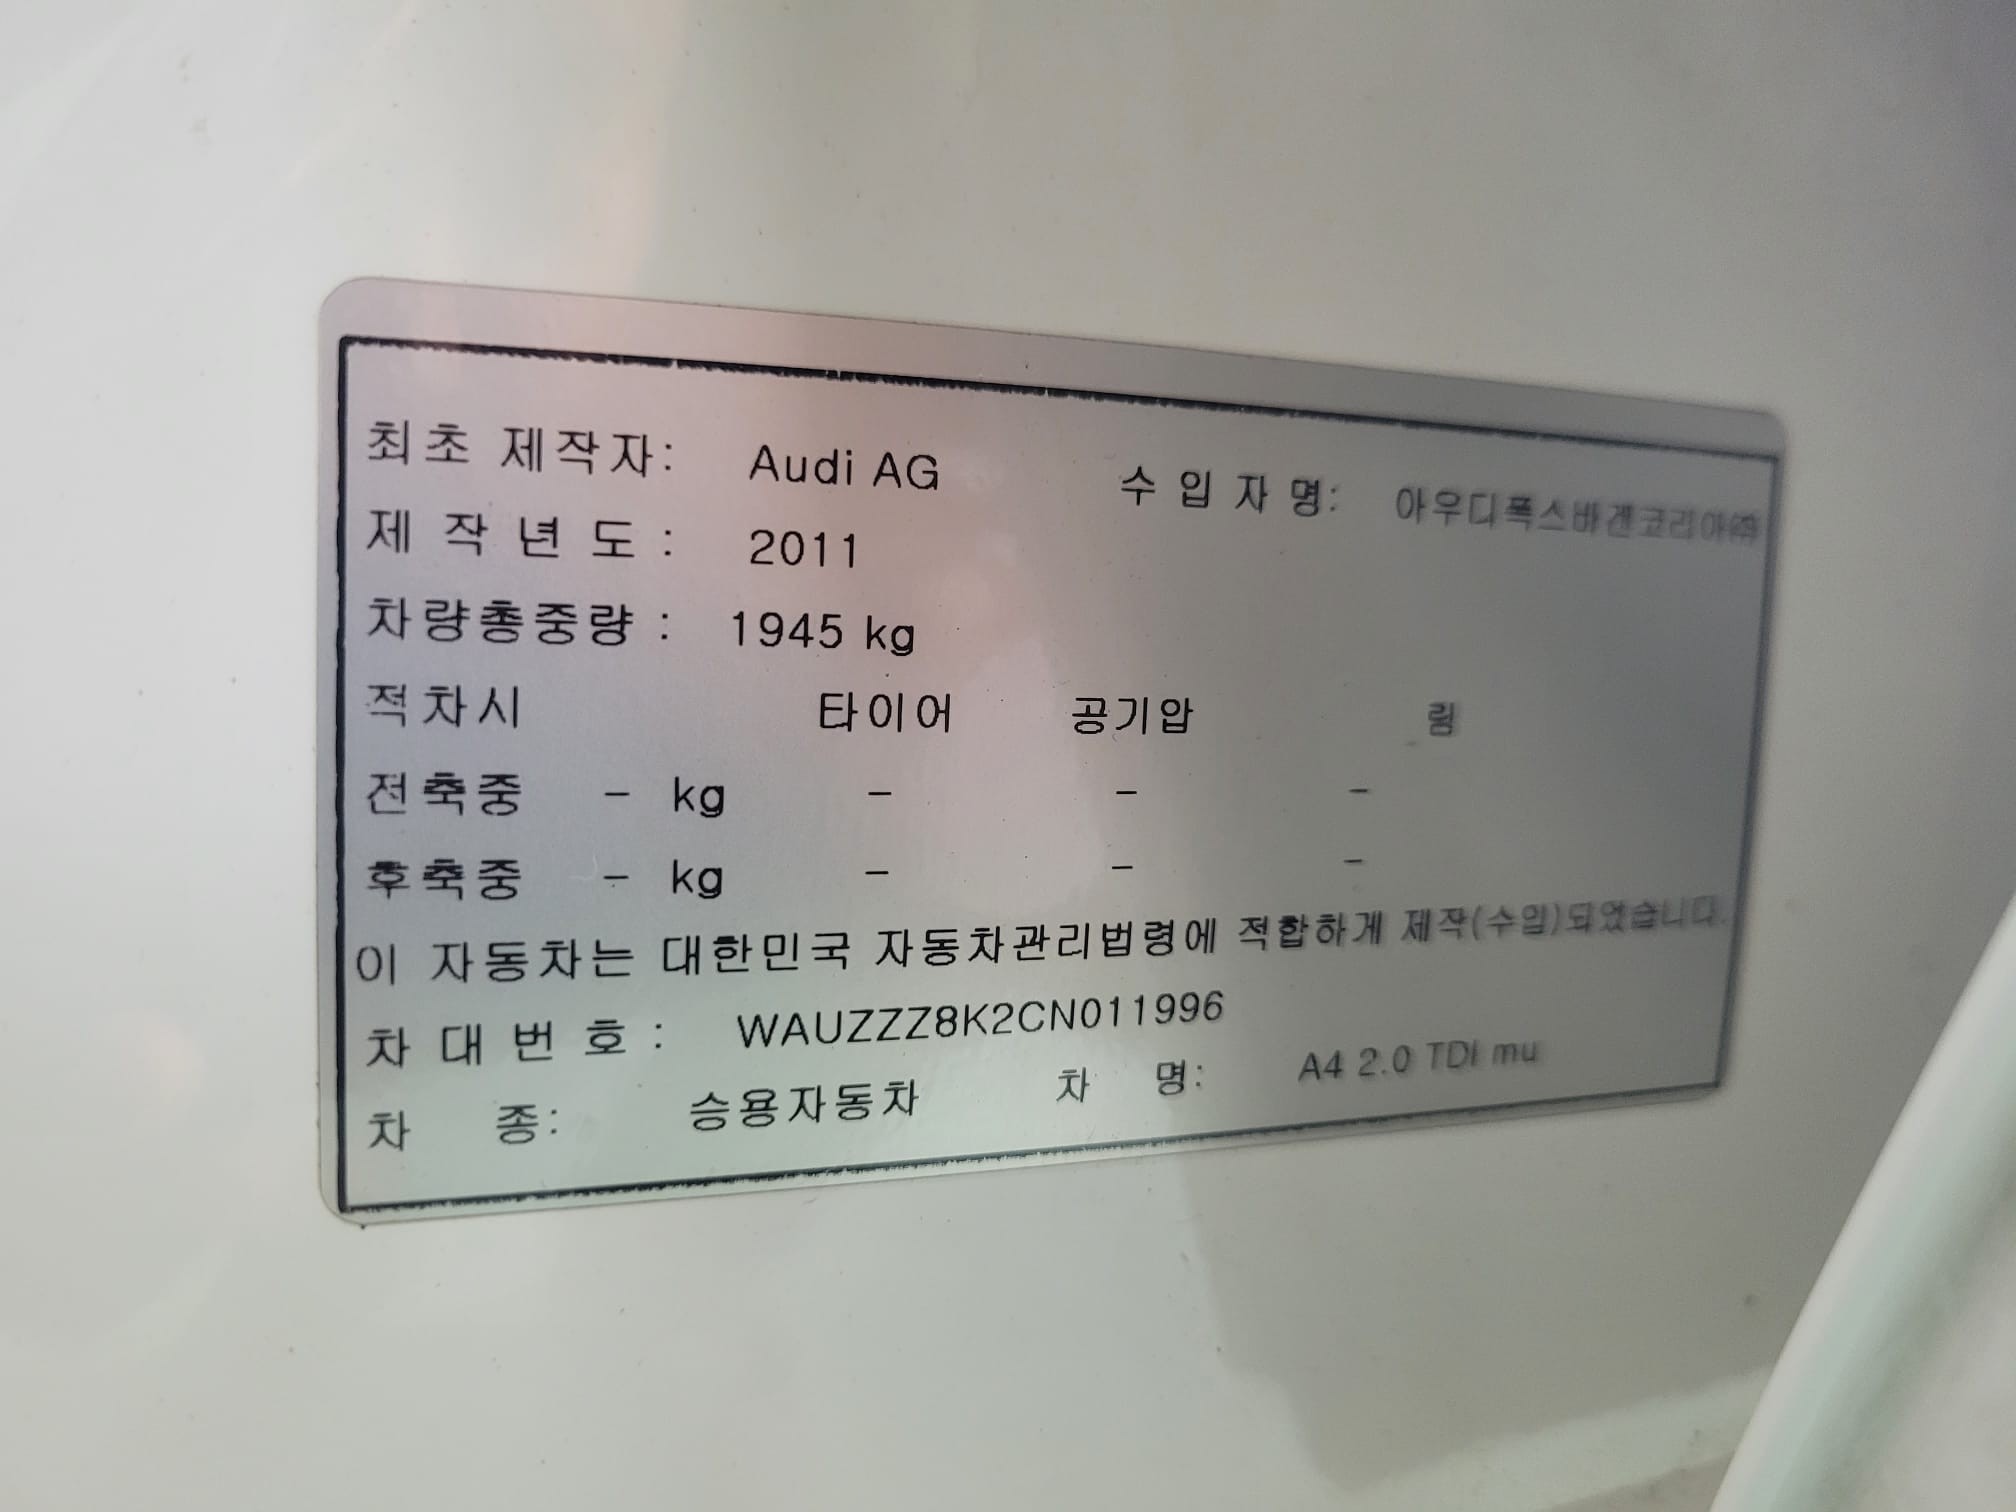 최초 제작자: Audi AG 수 입 자 명: 아우디폭스바겐코리아㈜
제 작 년 도 : 2011
차량총중량 : 1945 kg
적차시 타이어 공기압 림
전축중 - kg - - -
후축중 - kg - - -
이 자동차는 대한민국 자동차관리법령에 적합하게 제작(수입)되었습니다.
차 대 번 호 : WAUZZZ8K2CN011996
차 종: 승용자동차 차 명: A4 2.0 TDI mu